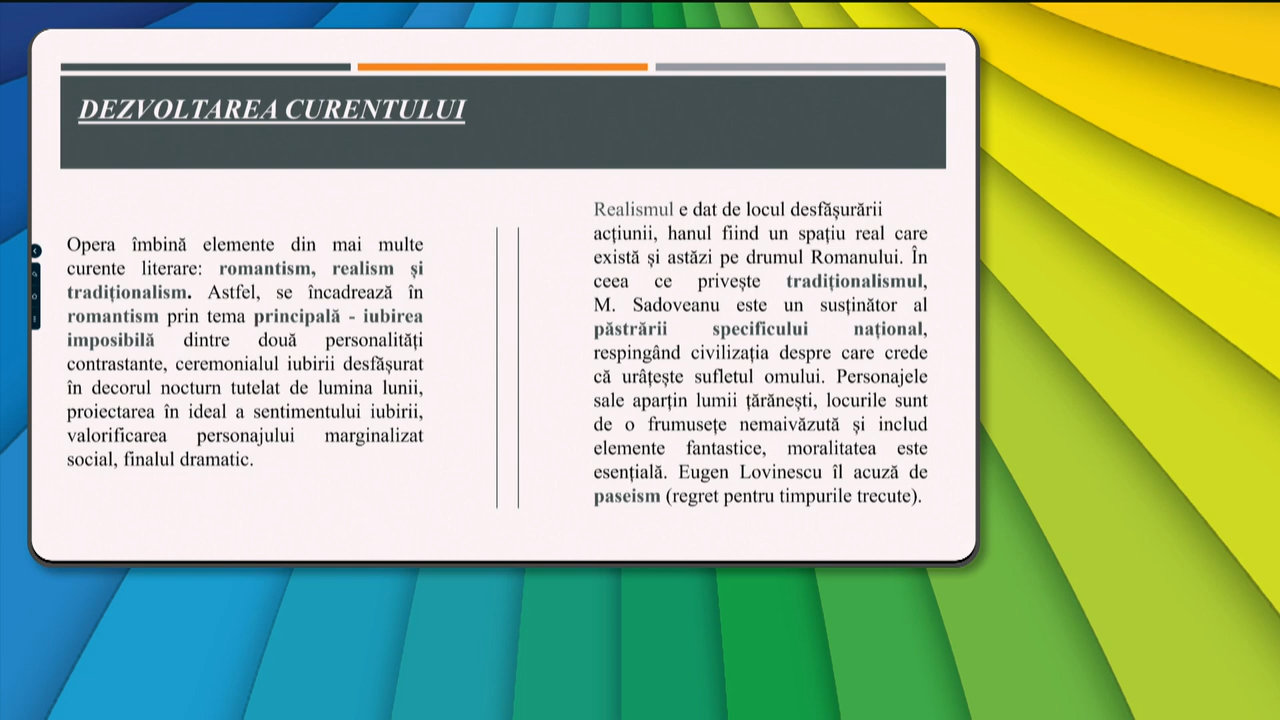 DEZVOLTAREA CURENTULUI
Opera îmbină elemente din mai multe
curente literare: romantism, realism și
tradiționalism. Astfel, se încadrează în
romantism prin tema principală - iubirea
imposibilă dintre două personalități
contrastante, ceremonialul iubirii desfășurat
în decorul nocturn tutelat de lumina lunii,
proiectarea în ideal a sentimentului iubirii,
valorificarea personajului marginalizat
social, finalul dramatic.
Realismul e dat de locul desfășurării
acțiunii, hanul fiind un spațiu real care
există și astăzi pe drumul Romanului. În
ceea ce privește tradiționalismul,
M. Sadoveanu este un susținător al
păstrării specificului național,
respingând civilizația despre care crede
că urâțește sufletul omului. Personajele
sale aparțin lumii țărănești, locurile sunt
de o frumusețe nemaivăzută și includ
elemente fantastice, moralitatea este
esențială. Eugen Lovinescu îl acuză de
paseism (regret pentru timpurile trecute).